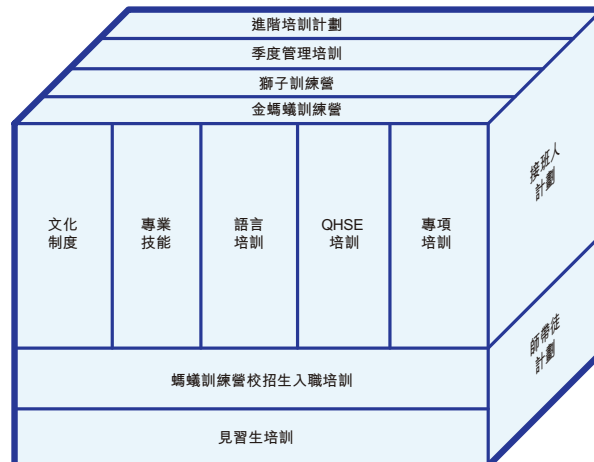 進階培訓計劃
季度管理培訓
獅子訓練營
金螞蟻訓練營
文化
制度
專業
技能
語言
培訓
QHSE
培訓
專項
培訓
接班人
計劃
師帶徒
計劃
螞蟻訓練營校招生入職培訓
見習生培訓